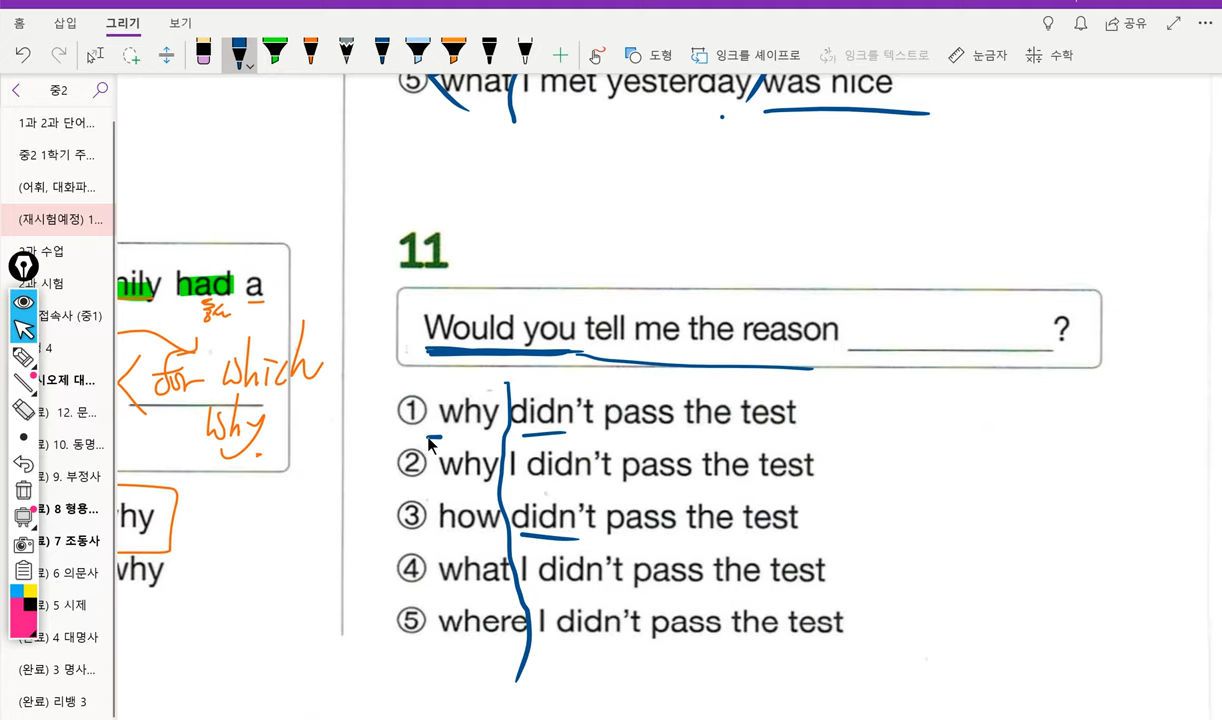 홈 삽입 그리기 보기
공유
도형 잉크를 셰이프로 잉크를 텍스트로 눈금자 수학
중2
1과 2과 단어...
중2 1학기 주...
(어휘, 대화파...
(재시험예정) 1...
2과 수업
2과 시험
접속사 (중1)
4
시오제 대...
료) 12. 문...
료) 10. 동명...
료) 9. 부정사
료) 8 형용...
료) 7 조동사
료) 6 의문사
료) 5 시제
료) 4 대명사
(완료) 3 명사...
(완료) 리뱅 3
nily had a
동사
for which
why.
hy
why
⑤ what I met yesterday was nice
11
Would you tell me the reason ____________?
① why didn't pass the test
② why I didn't pass the test
③ how didn't pass the test
④ what I didn't pass the test
⑤ where I didn't pass the test